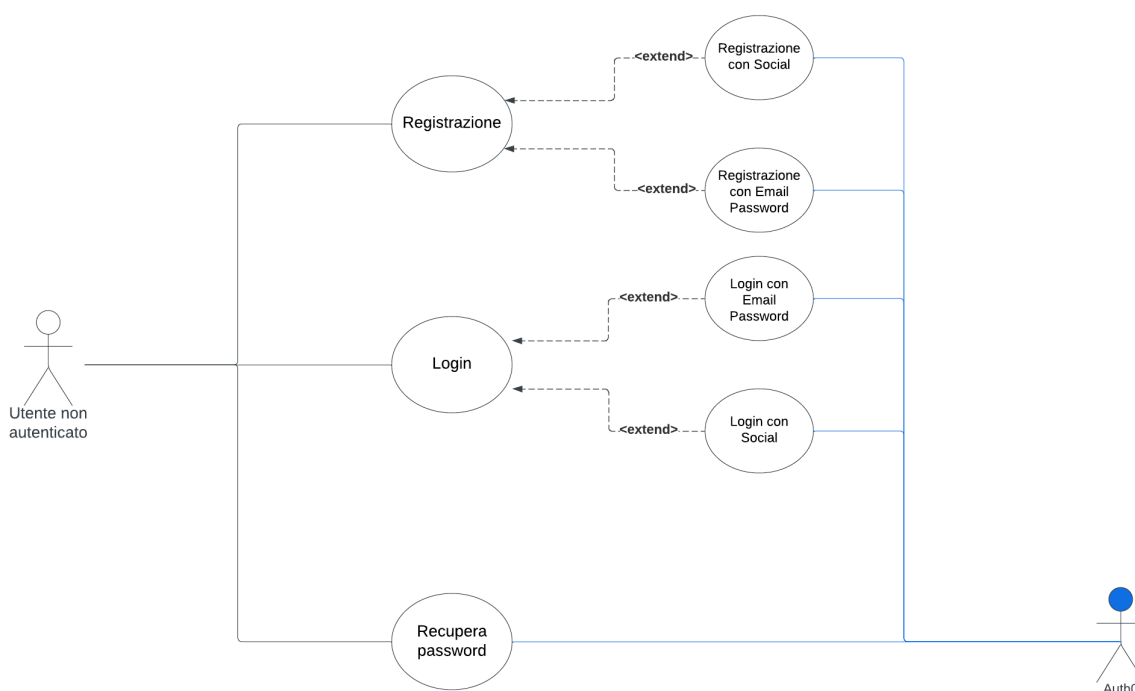 Registrazione
con Social
<extend>
Registrazione
<extend>
Registrazione
con Email
Password
<extend>
Login con
Email
Password
Login
Utente non
autenticato
<extend>
Login con
Social
Recupera
password